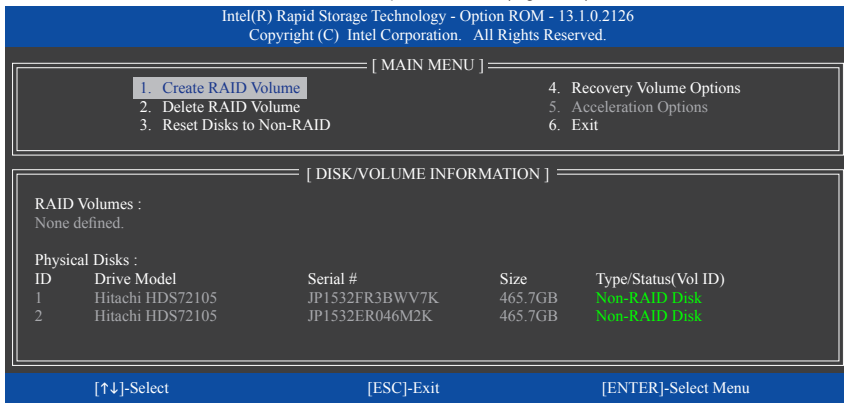 Intel(R) Rapid Storage Technology - Option ROM - 13.1.0.2126
Copyright (C) Intel Corporation. All Rights Reserved.
[ MAIN MENU ]
1. Create RAID Volume
2. Delete RAID Volume
3. Reset Disks to Non-RAID
4. Recovery Volume Options
5. Acceleration Options
6. Exit
[ DISK/VOLUME INFORMATION ]
RAID Volumes :
None defined.
Physical Disks :
ID Drive Model Serial # Size Type/Status(Vol ID)
1 Hitachi HDS72105 JP1532FR3BWV7K 465.7GB Non-RAID Disk
2 Hitachi HDS72105 JP1532ER046M2K 465.7GB Non-RAID Disk
[↑↓]-Select [ESC]-Exit [ENTER]-Select Menu